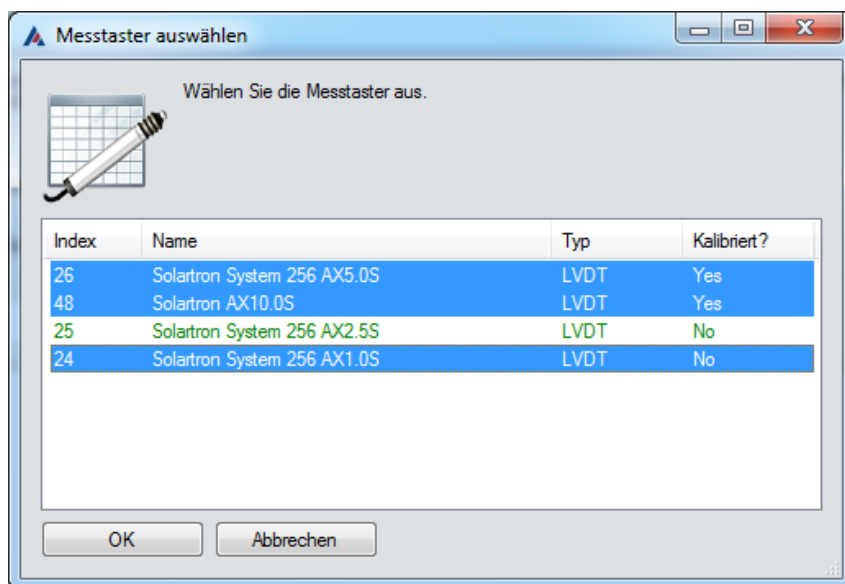 Messtaster auswählen
Wählen Sie die Messtaster aus.
Index Name Typ Kalibriert?
26 Solartron System 256 AX5.0S LVDT Yes
48 Solartron AX10.0S LVDT Yes
25 Solartron System 256 AX2.5S LVDT No
24 Solartron System 256 AX1.0S LVDT No
OK Abbrechen